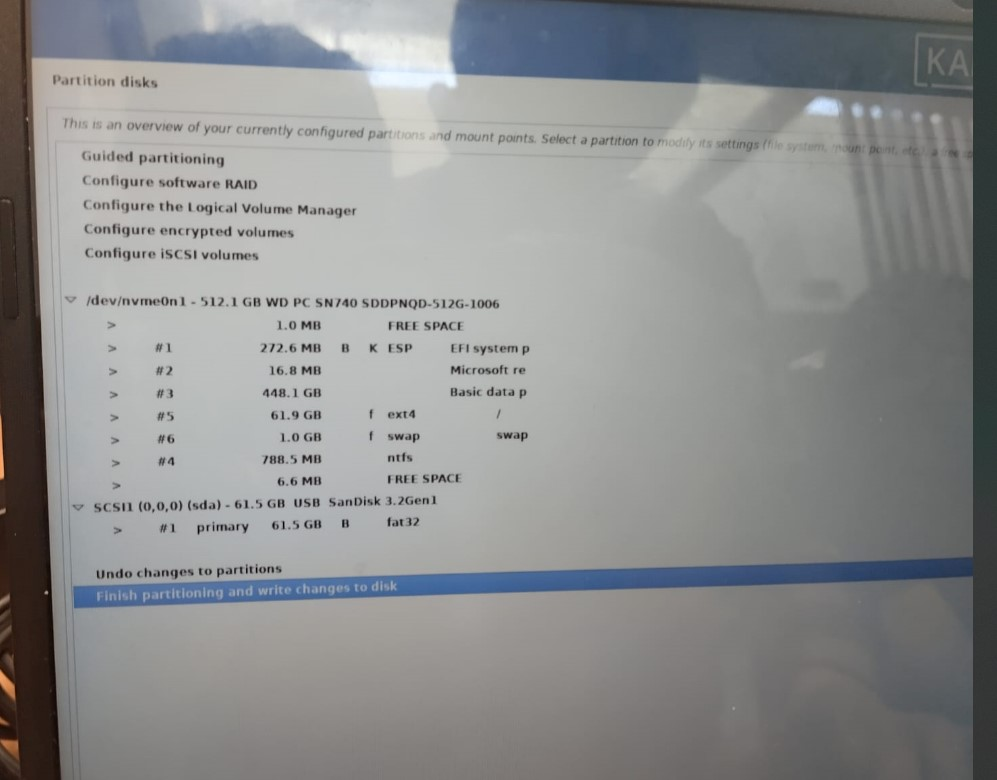 KA
Partition disks
This is an overview of your currently configured partitions and mount points. Select a partition to modify its settings (file system, mount point, etc.), a free
Guided partitioning
Configure software RAID
Configure the Logical Volume Manager
Configure encrypted volumes
Configure iSCSI volumes
/dev/nvme0n1 - 512.1 GB WD PC SN740 SDDPNQD-512G-1006
> 1.0 MB FREE SPACE
> #1 272.6 MB B K ESP EFI system p
> #2 16.8 MB Microsoft re
> #3 448.1 GB Basic data p
> #5 61.9 GB f ext4 /
> #6 1.0 GB f swap swap
> #4 788.5 MB ntfs
> 6.6 MB FREE SPACE
SCSI1 (0,0,0) (sda) - 61.5 GB USB SanDisk 3.2Gen1
> #1 primary 61.5 GB B fat32
Undo changes to partitions
Finish partitioning and write changes to disk